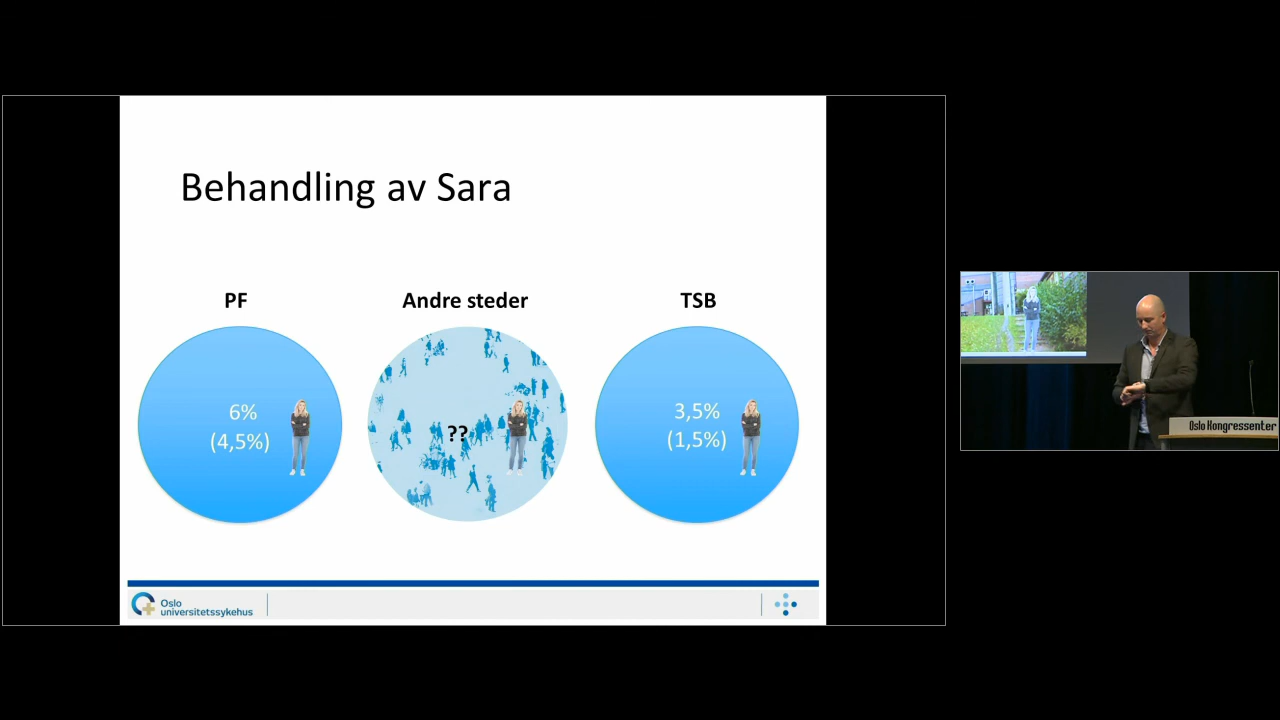 Behandling av Sara
PF
Andre steder
TSB
6%
(4,5%)
??
3,5%
(1,5%)
Oslo
universitetssykehus
Oslo Kongressenter